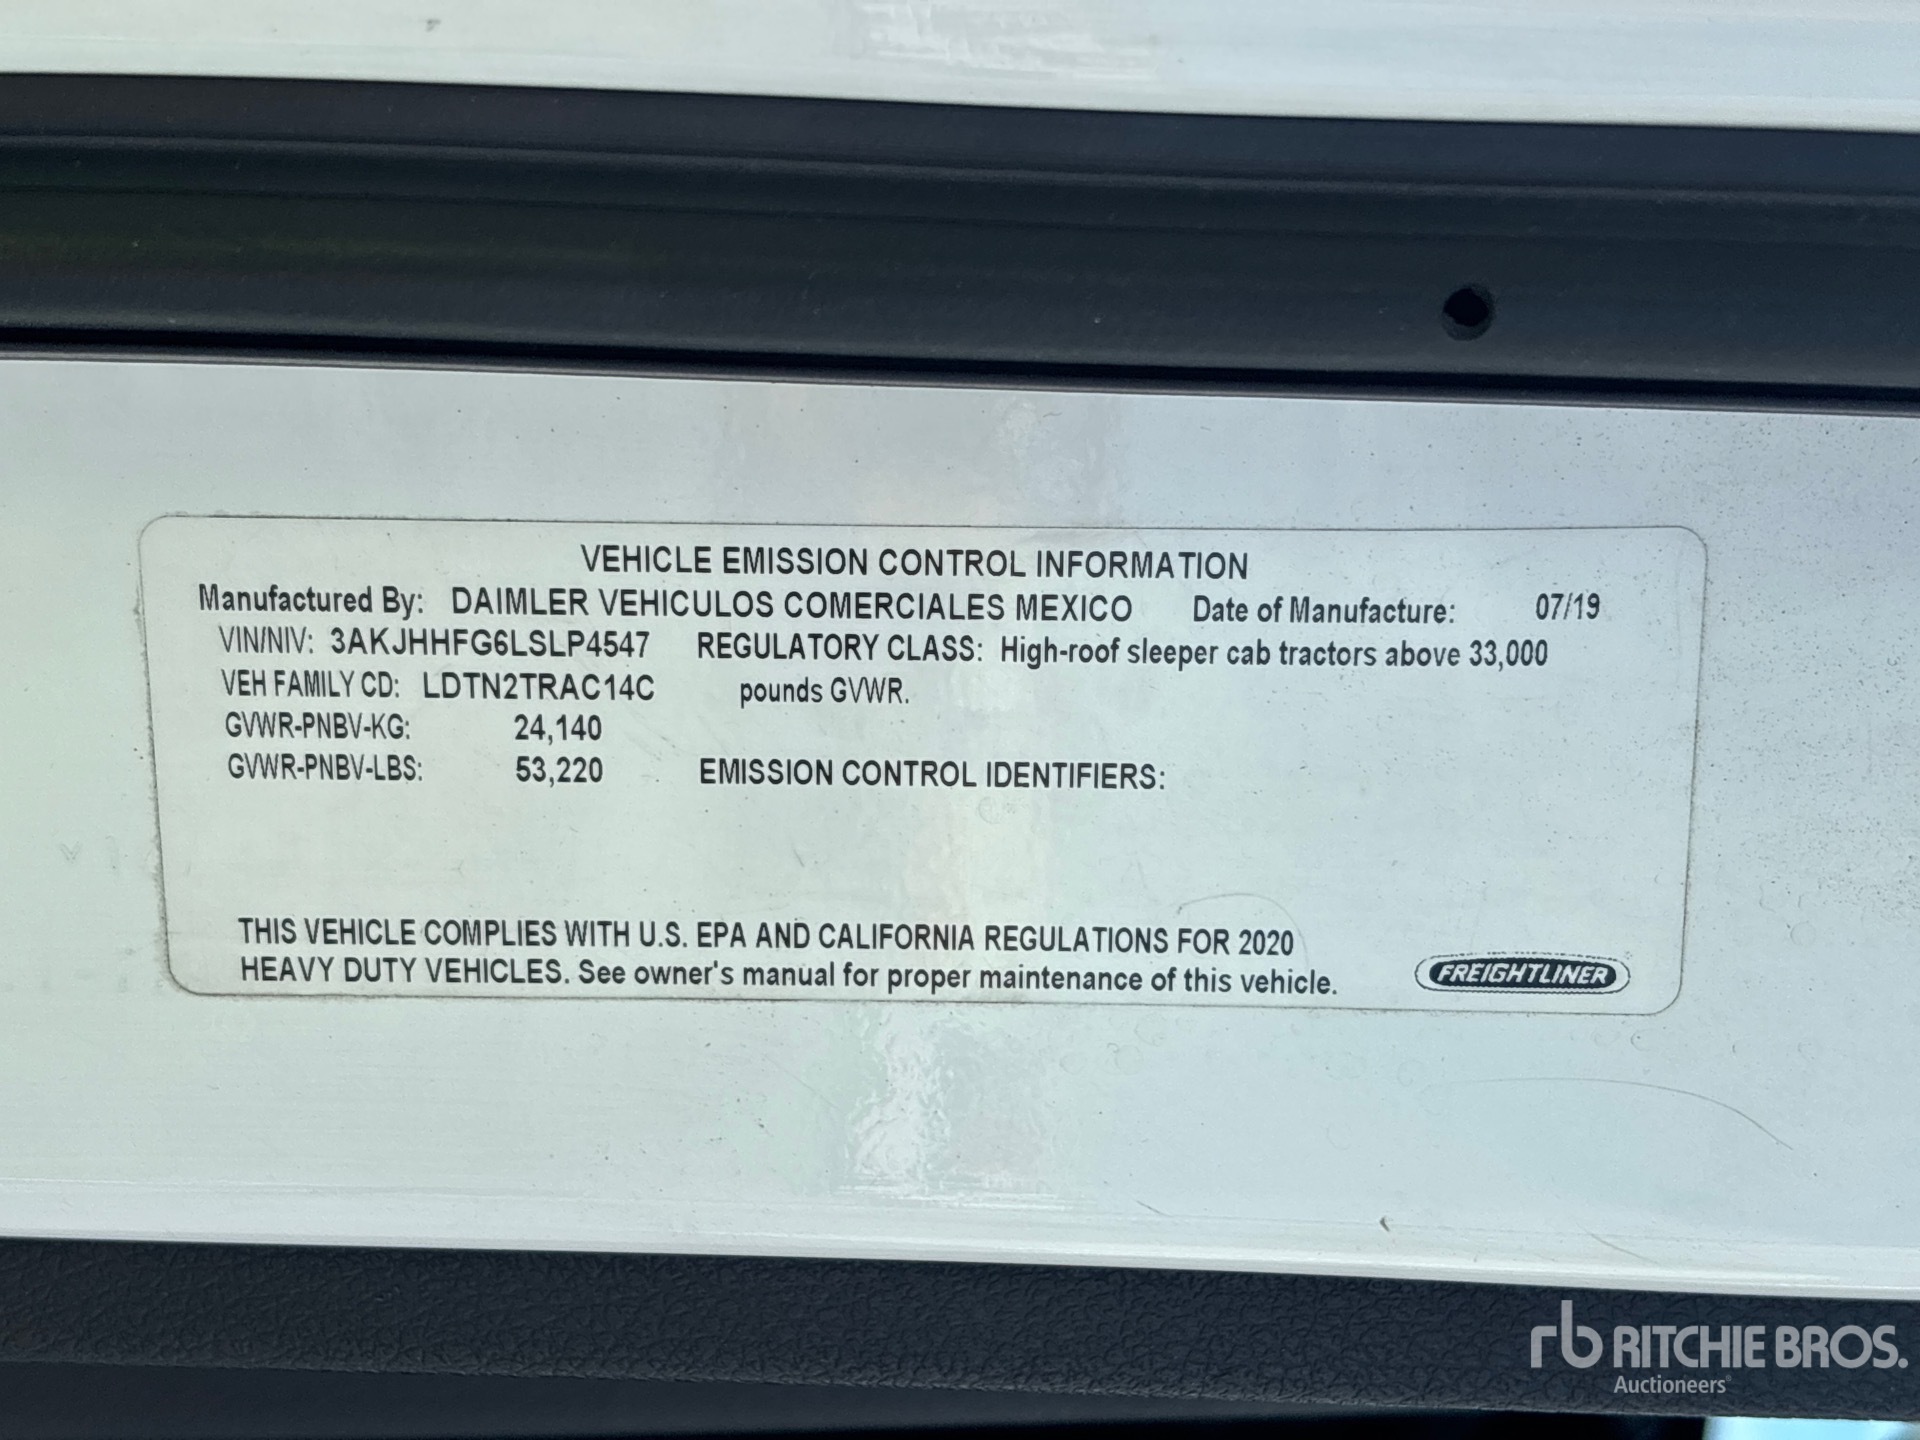 VEHICLE EMISSION CONTROL INFORMATION
Manufactured By: DAIMLER VEHICULOS COMERCIALES MEXICO Date of Manufacture: 07/19
VIN/NIV: 3AKJHHFG6LSLP4547 REGULATORY CLASS: High-roof sleeper cab tractors above 33,000
VEH FAMILY CD: LDTN2TRAC14C pounds GVWR.
GVWR-PNBV-KG: 24,140
GVWR-PNBV-LBS: 53,220 EMISSION CONTROL IDENTIFIERS:
THIS VEHICLE COMPLIES WITH U.S. EPA AND CALIFORNIA REGULATIONS FOR 2020
HEAVY DUTY VEHICLES. See owner's manual for proper maintenance of this vehicle.
FREIGHTLINER
rb RITCHIE BROS.
Auctioneers